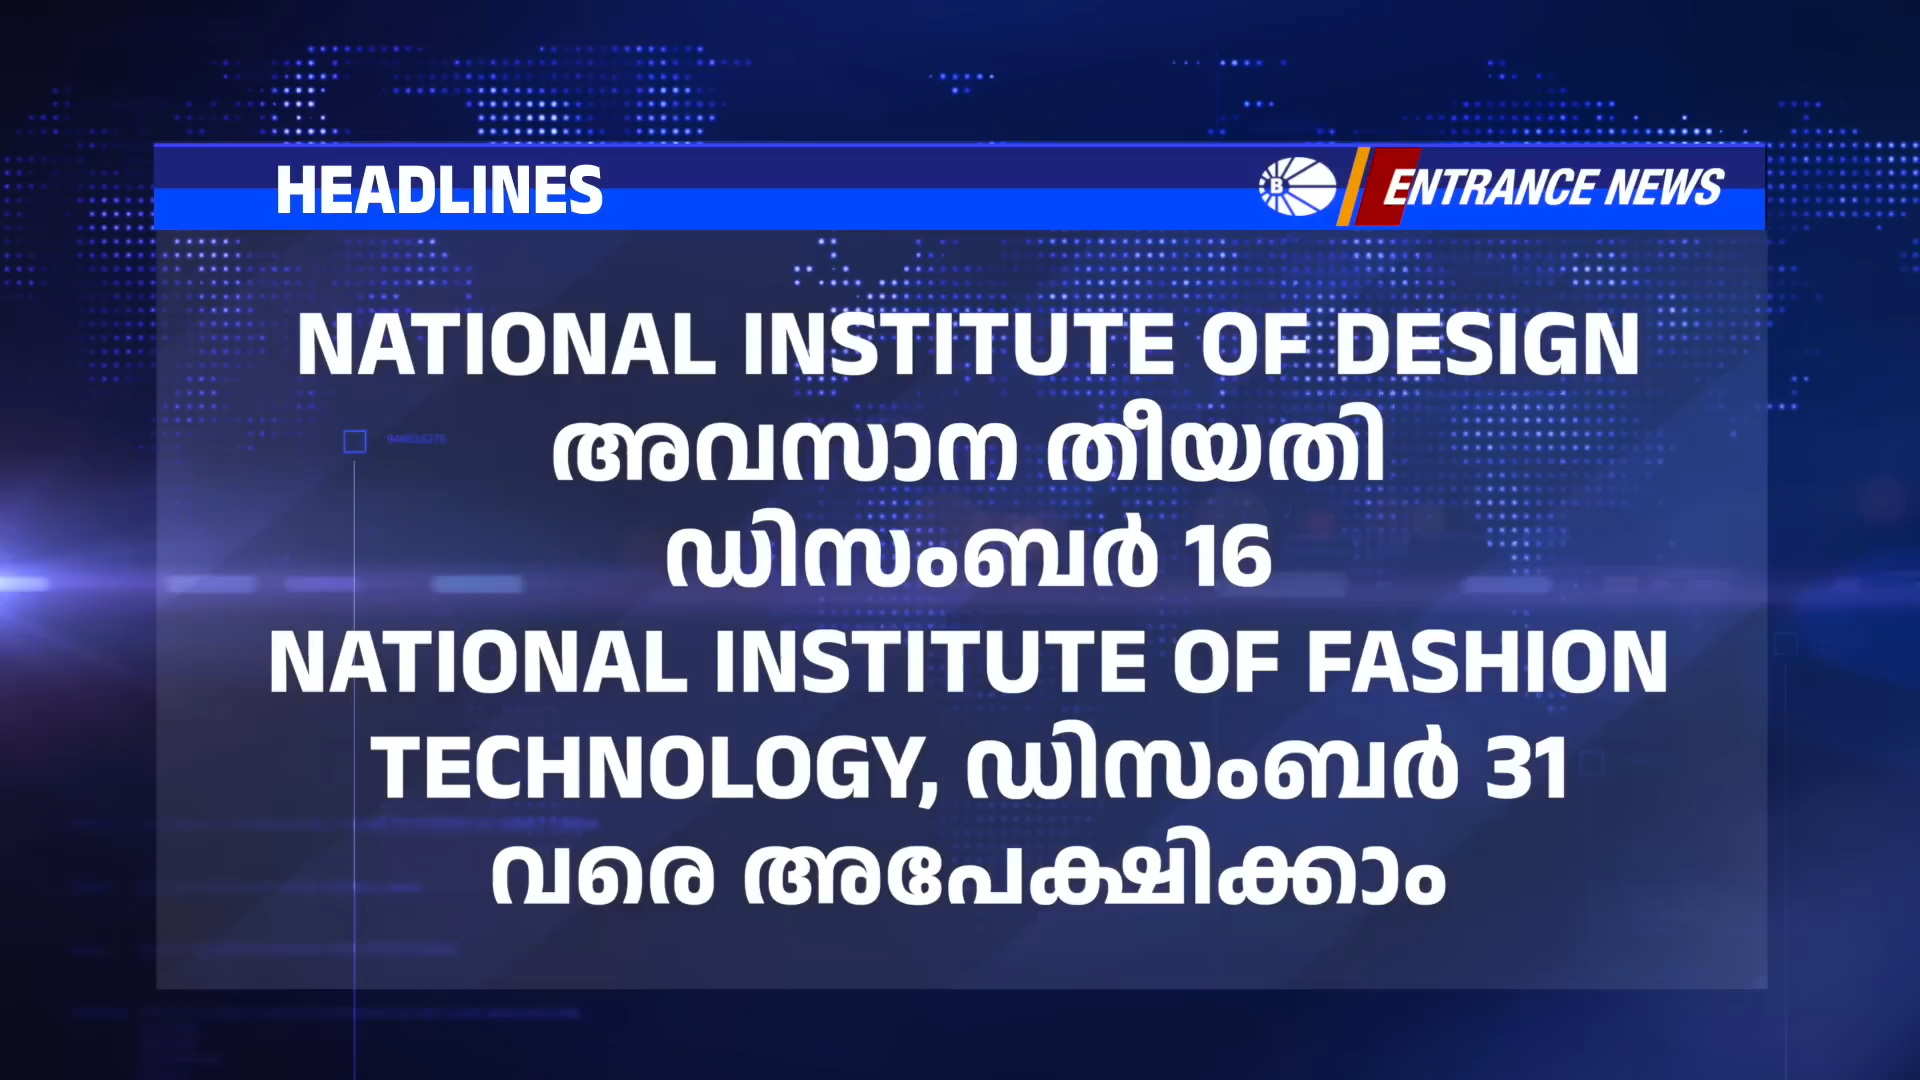 HEADLINES
B ENTRANCE NEWS
NATIONAL INSTITUTE OF DESIGN
അവസാന തീയതി
ഡിസംബർ 16
NATIONAL INSTITUTE OF FASHION
TECHNOLOGY, ഡിസംബർ 31
വരെ അപേക്ഷിക്കാം